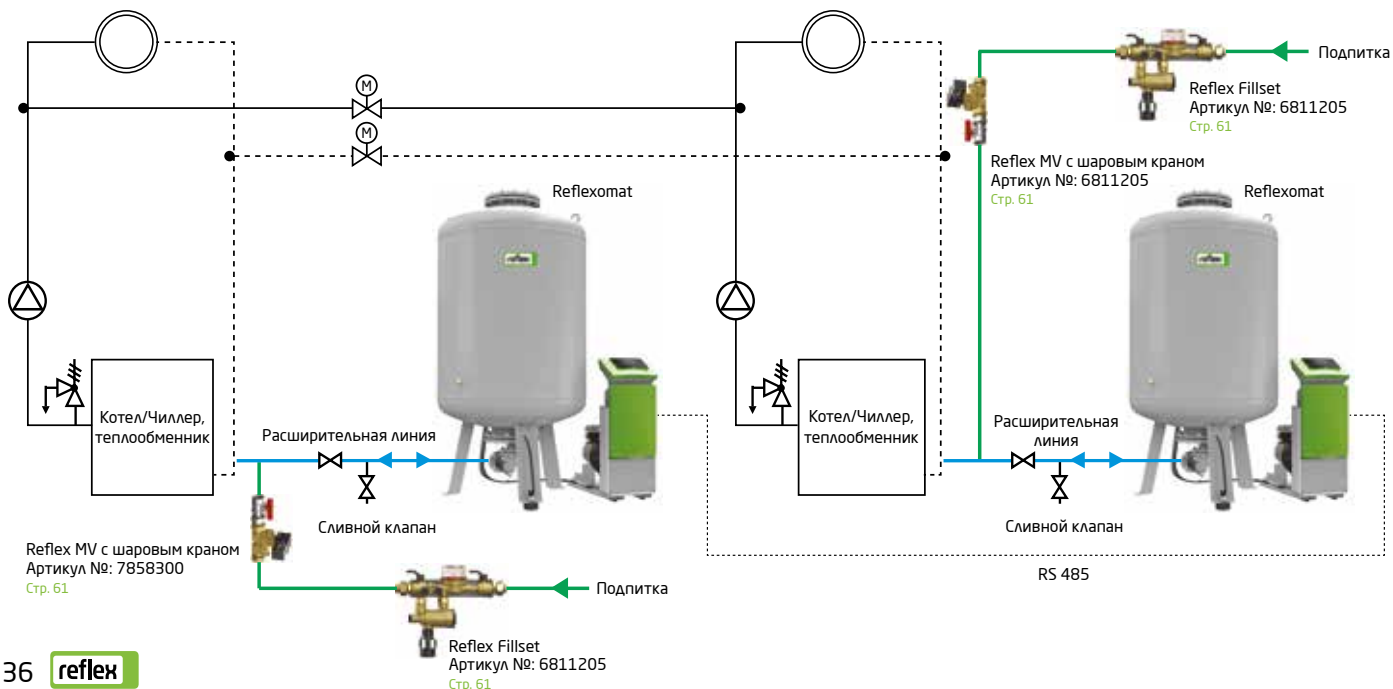 Подпитка
Reflex Fillset
Артикул №: 6811205
Стр. 61
M
M
Reflex MV с шаровым краном
Артикул №: 6811205
Стр. 61
Reflexomat
reflex
Reflexomat
reflex
Котел/Чиллер,
теплообменник
Расширительная линия
Сливной клапан
Котел/Чиллер,
теплообменник
Расширительная
линия
Сливной клапан
Reflex MV с шаровым краном
Артикул №: 7858300
Стр. 61
RS 485
Подпитка
Reflex Fillset
Артикул №: 6811205
Стр. 61
36 reflex